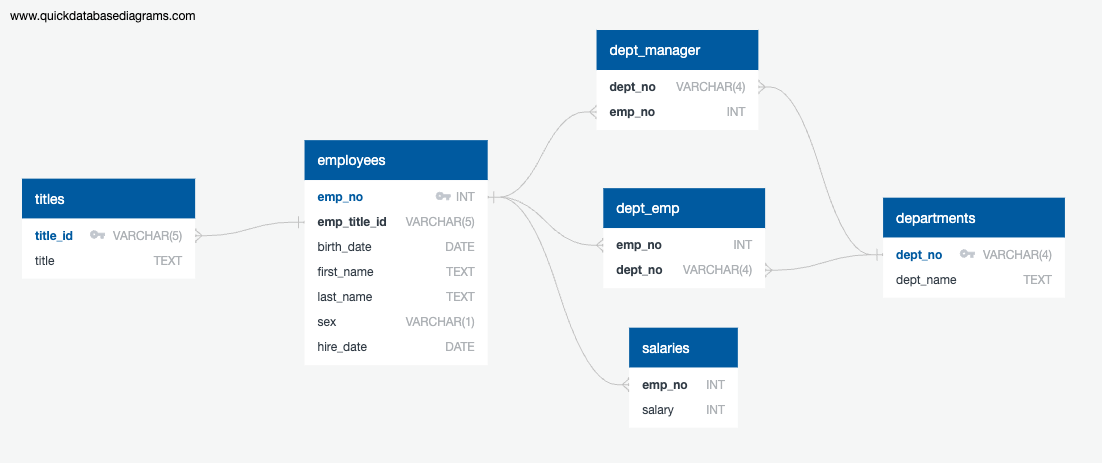 www.quickdatabasediagrams.com
titles
title_id VARCHAR(5)
title TEXT
employees
emp_no INT
emp_title_id VARCHAR(5)
birth_date DATE
first_name TEXT
last_name TEXT
sex VARCHAR(1)
hire_date DATE
dept_manager
dept_no VARCHAR(4)
emp_no INT
dept_emp
emp_no INT
dept_no VARCHAR(4)
salaries
emp_no INT
salary INT
departments
dept_no VARCHAR(4)
dept_name TEXT